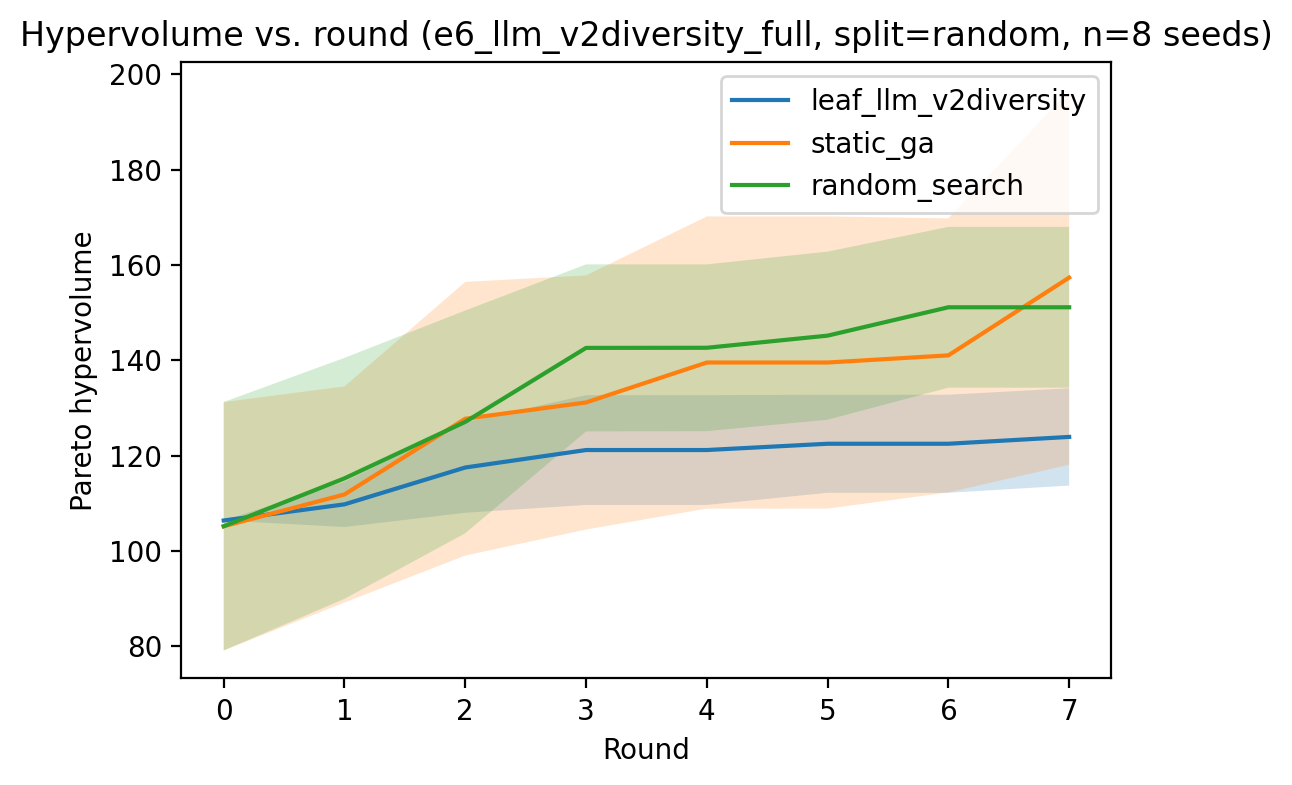 Hypervolume vs. round (e6_llm_v2diversity_full, split=random, n=8 seeds)
200
180
160
140
120
100
80
Pareto hypervolume
leaf_llm_v2diversity
static_ga
random_search
0 1 2 3 4 5 6 7
Round